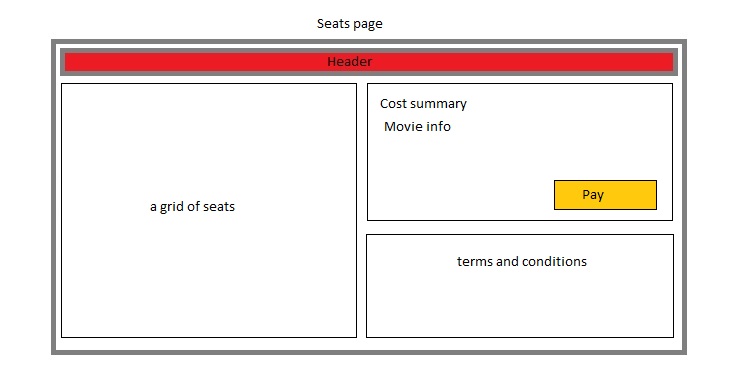 Seats page
Header
a grid of seats
Cost summary
Movie info
Pay
terms and conditions